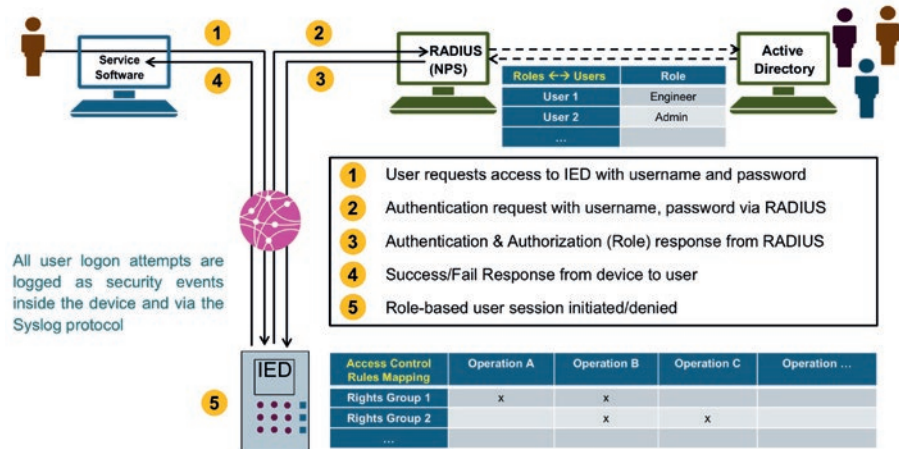 1
2
Service
Software
4
3
RADIUS
(NPS)
Active
Directory
Roles ←→ Users Role
User 1 Engineer
User 2 Admin
...
1 User requests access to IED with username and password
2 Authentication request with username, password via RADIUS
3 Authentication & Authorization (Role) response from RADIUS
4 Success/Fail Response from device to user
5 Role-based user session initiated/denied
All user logon attempts are
logged as security events
inside the device and via the
Syslog protocol
IED
5
Access Control Operation A Operation B Operation C Operation ...
Rules Mapping
Rights Group 1 x x
Rights Group 2 x x
...